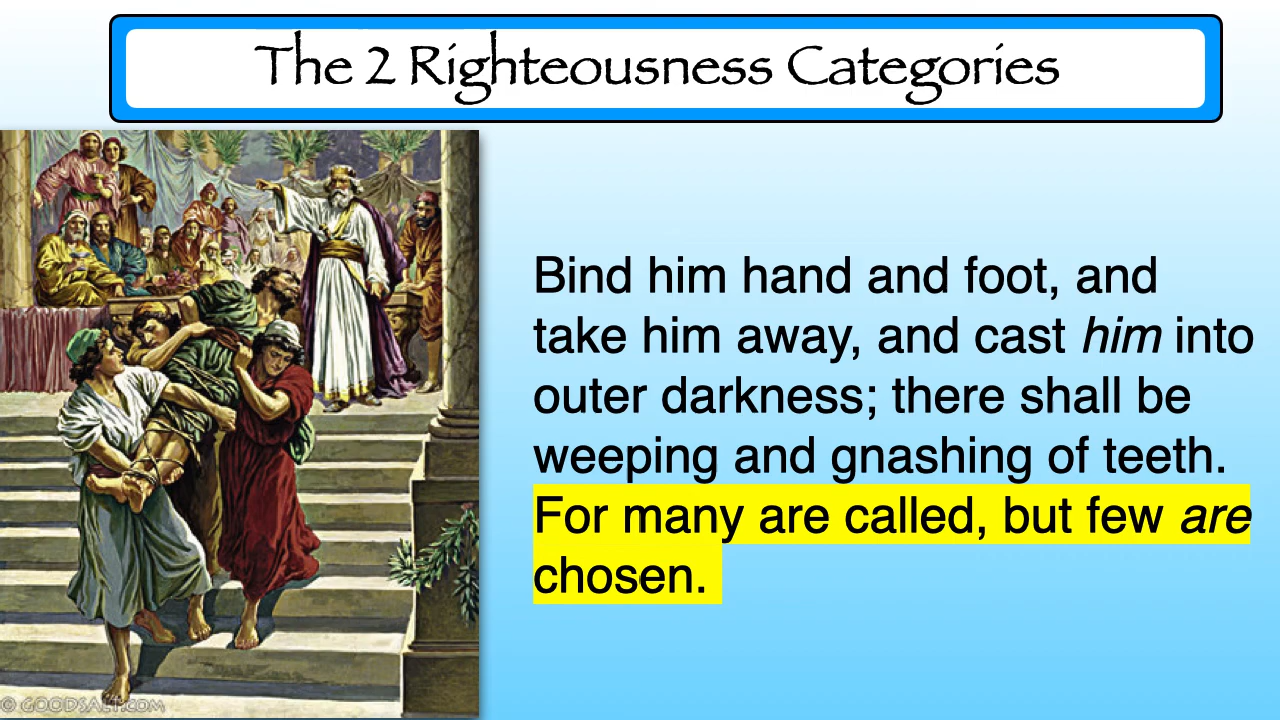 The 2 Righteousness Categories
Bind him hand and foot, and
take him away, and cast him into
outer darkness; there shall be
weeping and gnashing of teeth.
For many are called, but few are
chosen.
© GOODSALT.COM